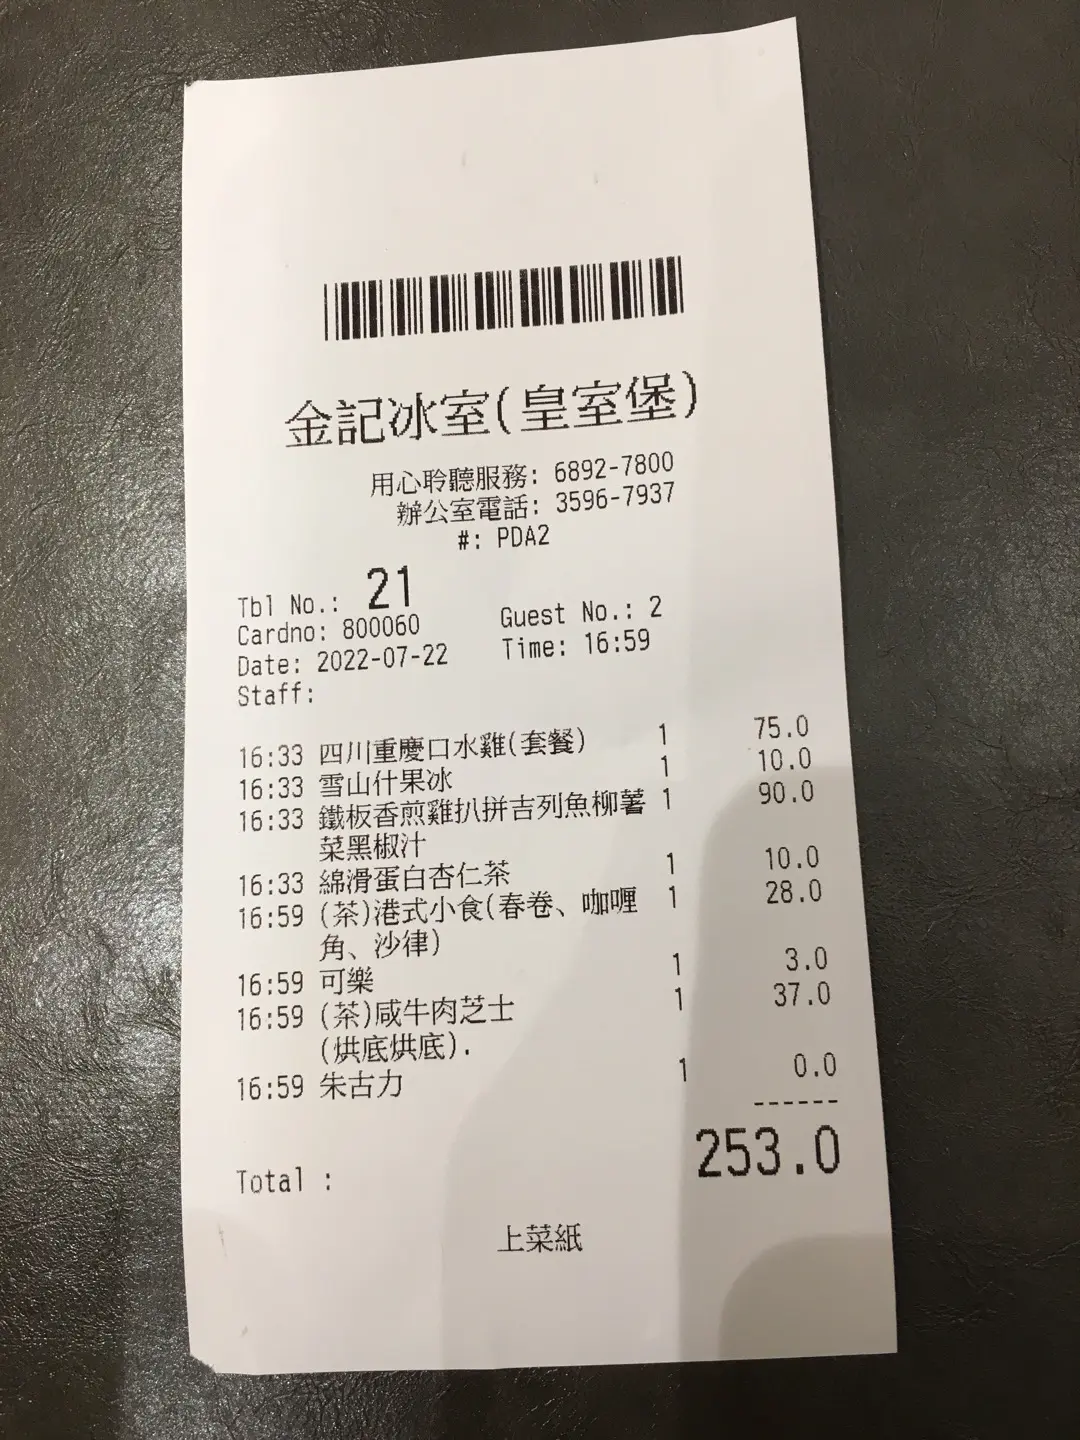 金記冰室(皇室堡)
用心聆聽服務: 6892-7800
辦公室電話: 3596-7937
#: PDA2
Tbl No.: 21
Cardno: 800060 Guest No.: 2
Date: 2022-07-22 Time: 16:59
Staff:
16:33 四川重慶口水雞(套餐) 1 75.0
16:33 雪山什果冰 1 10.0
16:33 鐵板香煎雞扒拼吉列魚柳薯 1 90.0
菜黑椒汁
16:33 綿滑蛋白杏仁茶 1 10.0
16:59 (茶)港式小食(春卷、咖喱 1 28.0
角、沙律)
16:59 可樂 1 3.0
16:59 (茶)咸牛肉芝士 1 37.0
(烘底烘底).
16:59 朱古力 1 0.0
------
Total : 253.0
上菜紙